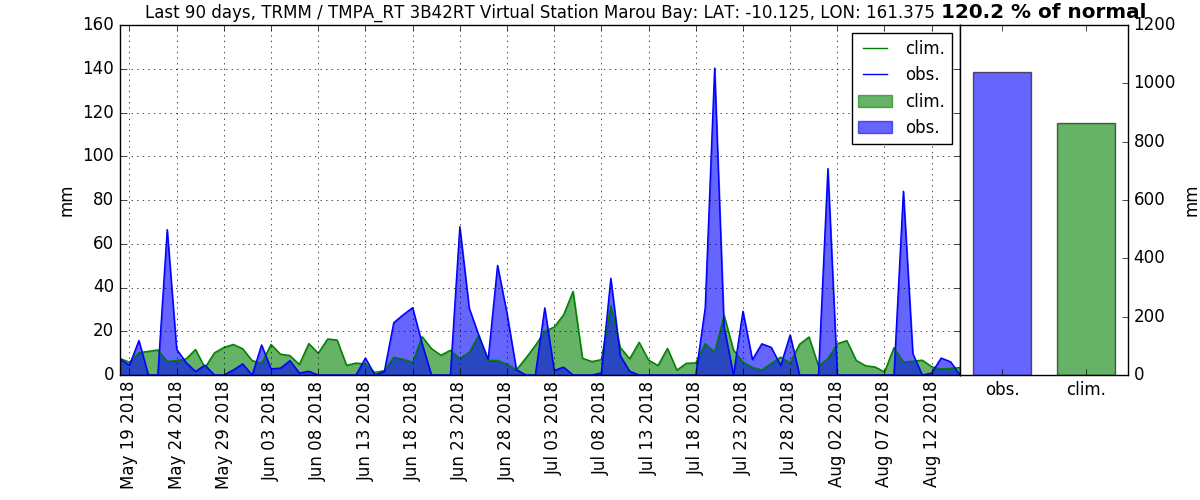 Last 90 days, TRMM / TMPA_RT 3B42RT Virtual Station Marou Bay: LAT: -10.125, LON: 161.375 120.2 % of normal
160
140
120
100
80
60
40
20
0
mm
clim.
obs.
clim.
obs.
May 19 2018
May 24 2018
May 29 2018
Jun 03 2018
Jun 08 2018
Jun 13 2018
Jun 18 2018
Jun 23 2018
Jun 28 2018
Jul 03 2018
Jul 08 2018
Jul 13 2018
Jul 18 2018
Jul 23 2018
Jul 28 2018
Aug 02 2018
Aug 07 2018
Aug 12 2018
1200
1000
800
600
400
200
0
mm
obs.
clim.